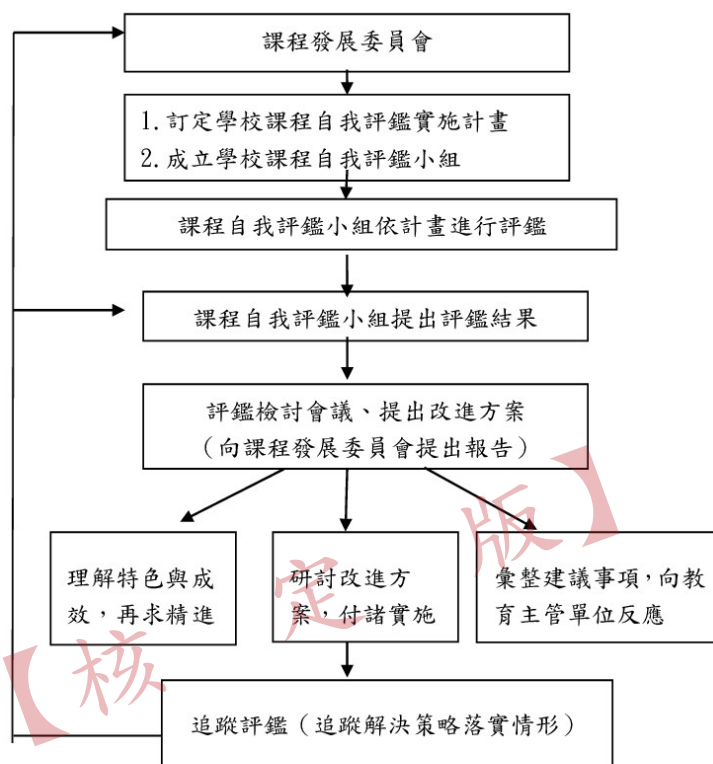 課程發展委員會
1.訂定學校課程自我評鑑實施計畫
2.成立學校課程自我評鑑小組
課程自我評鑑小組依計畫進行評鑑
課程自我評鑑小組提出評鑑結果
評鑑檢討會議、提出改進方案
(向課程發展委員會提出報告)
理解特色與成
效,再求精進
研討改進方
案,付諸實施
彙整建議事項,向教
育主管單位反應
追蹤評鑑(追蹤解決策略落實情形)
【核定版】